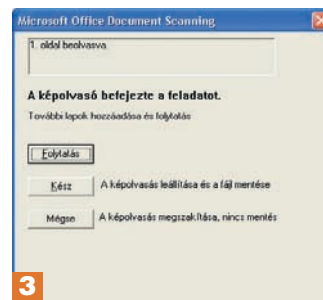 Microsoft Office Document Scanning
1. oldal beolvasva.
A képolvasó befejezte a feladatot.
További lapok hozzáadása és folytatás
Folytatás
Kész A képolvasás leállítása és a fájl mentése
Mégse A képolvasás megszakítása, nincs mentés
3